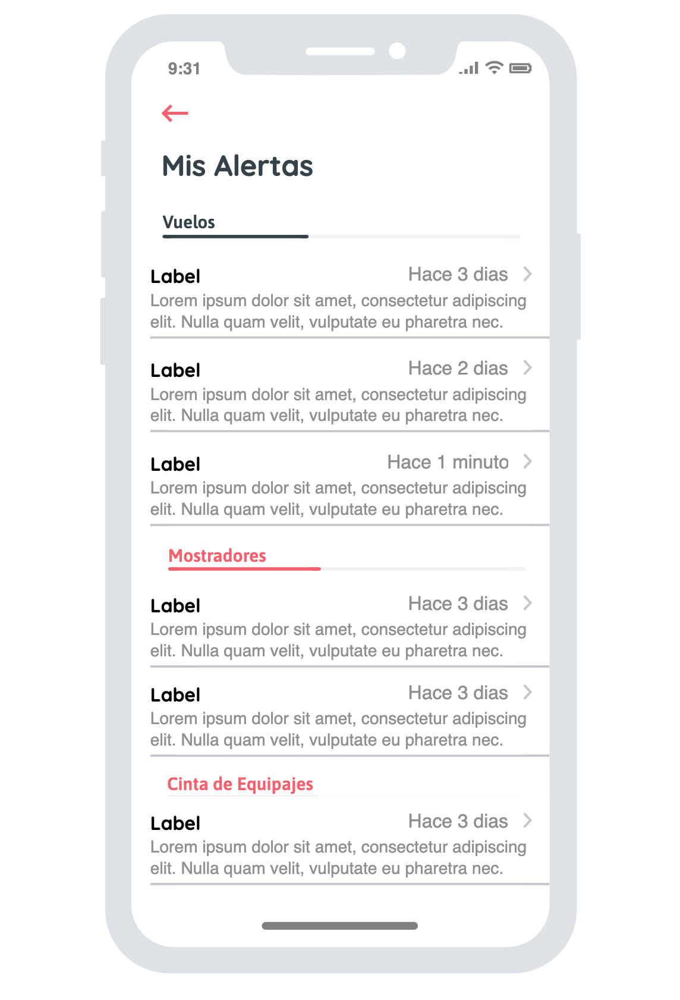 9:31
Mis Alertas
Vuelos
Label Hace 3 dias
Lorem ipsum dolor sit amet, consectetur adipiscing
elit. Nulla quam velit, vulputate eu pharetra nec.
Label Hace 2 dias
Lorem ipsum dolor sit amet, consectetur adipiscing
elit. Nulla quam velit, vulputate eu pharetra nec.
Label Hace 1 minuto
Lorem ipsum dolor sit amet, consectetur adipiscing
elit. Nulla quam velit, vulputate eu pharetra nec.
Mostradores
Label Hace 3 dias
Lorem ipsum dolor sit amet, consectetur adipiscing
elit. Nulla quam velit, vulputate eu pharetra nec.
Label Hace 3 dias
Lorem ipsum dolor sit amet, consectetur adipiscing
elit. Nulla quam velit, vulputate eu pharetra nec.
Cinta de Equipajes
Label Hace 3 dias
Lorem ipsum dolor sit amet, consectetur adipiscing
elit. Nulla quam velit, vulputate eu pharetra nec.